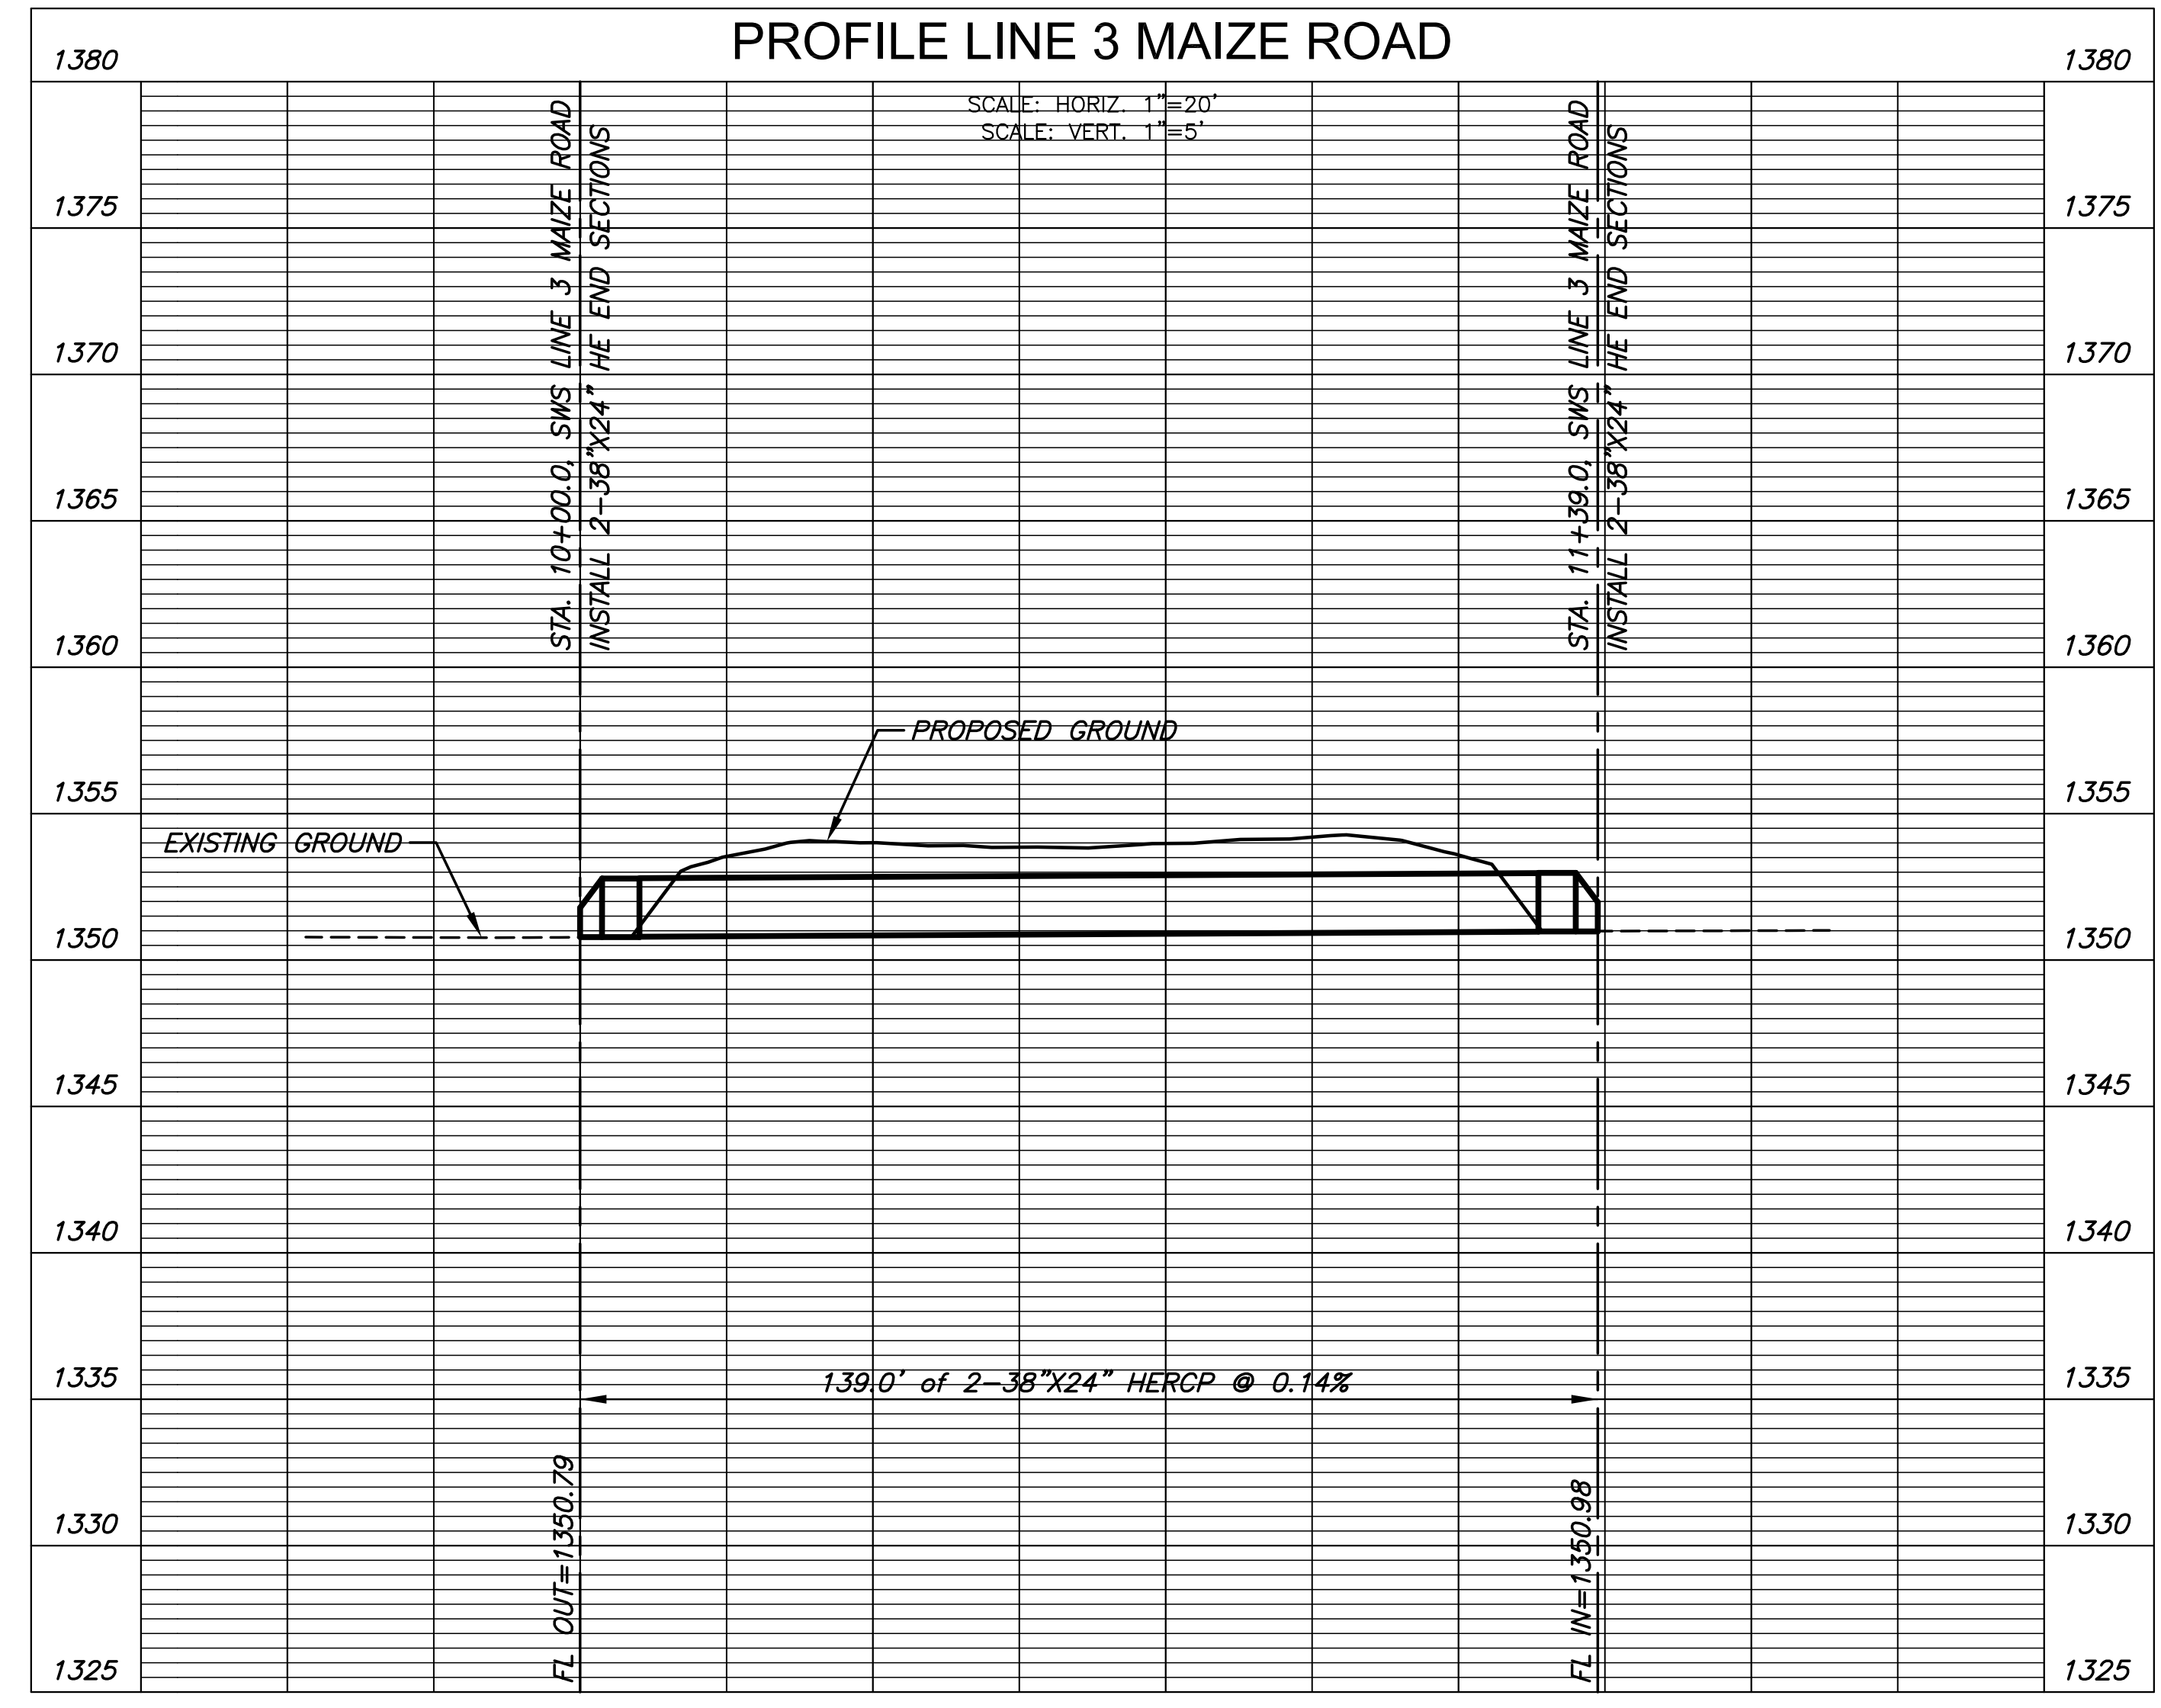 PROFILE LINE 3 MAIZE ROAD
1380
1380
SCALE: HORIZ. 1"=20'
SCALE: VERT. 1"=5'
STA. 10+00.0, SWS LINE 3 MAIZE ROAD
INSTALL 2-38"X24" HE END SECTIONS
STA. 11+39.0, SWS LINE 3 MAIZE ROAD
INSTALL 2-38"X24" HE END SECTIONS
1375
1375
1370
1370
1365
1365
1360
1360
PROPOSED GROUND
1355
1355
EXISTING GROUND
1350
1350
1345
1345
1340
1340
1335
139.0' of 2-38"X24" HERCP @ 0.14%
1335
FL OUT=1350.79
FL IN=1350.98
1330
1330
1325
1325